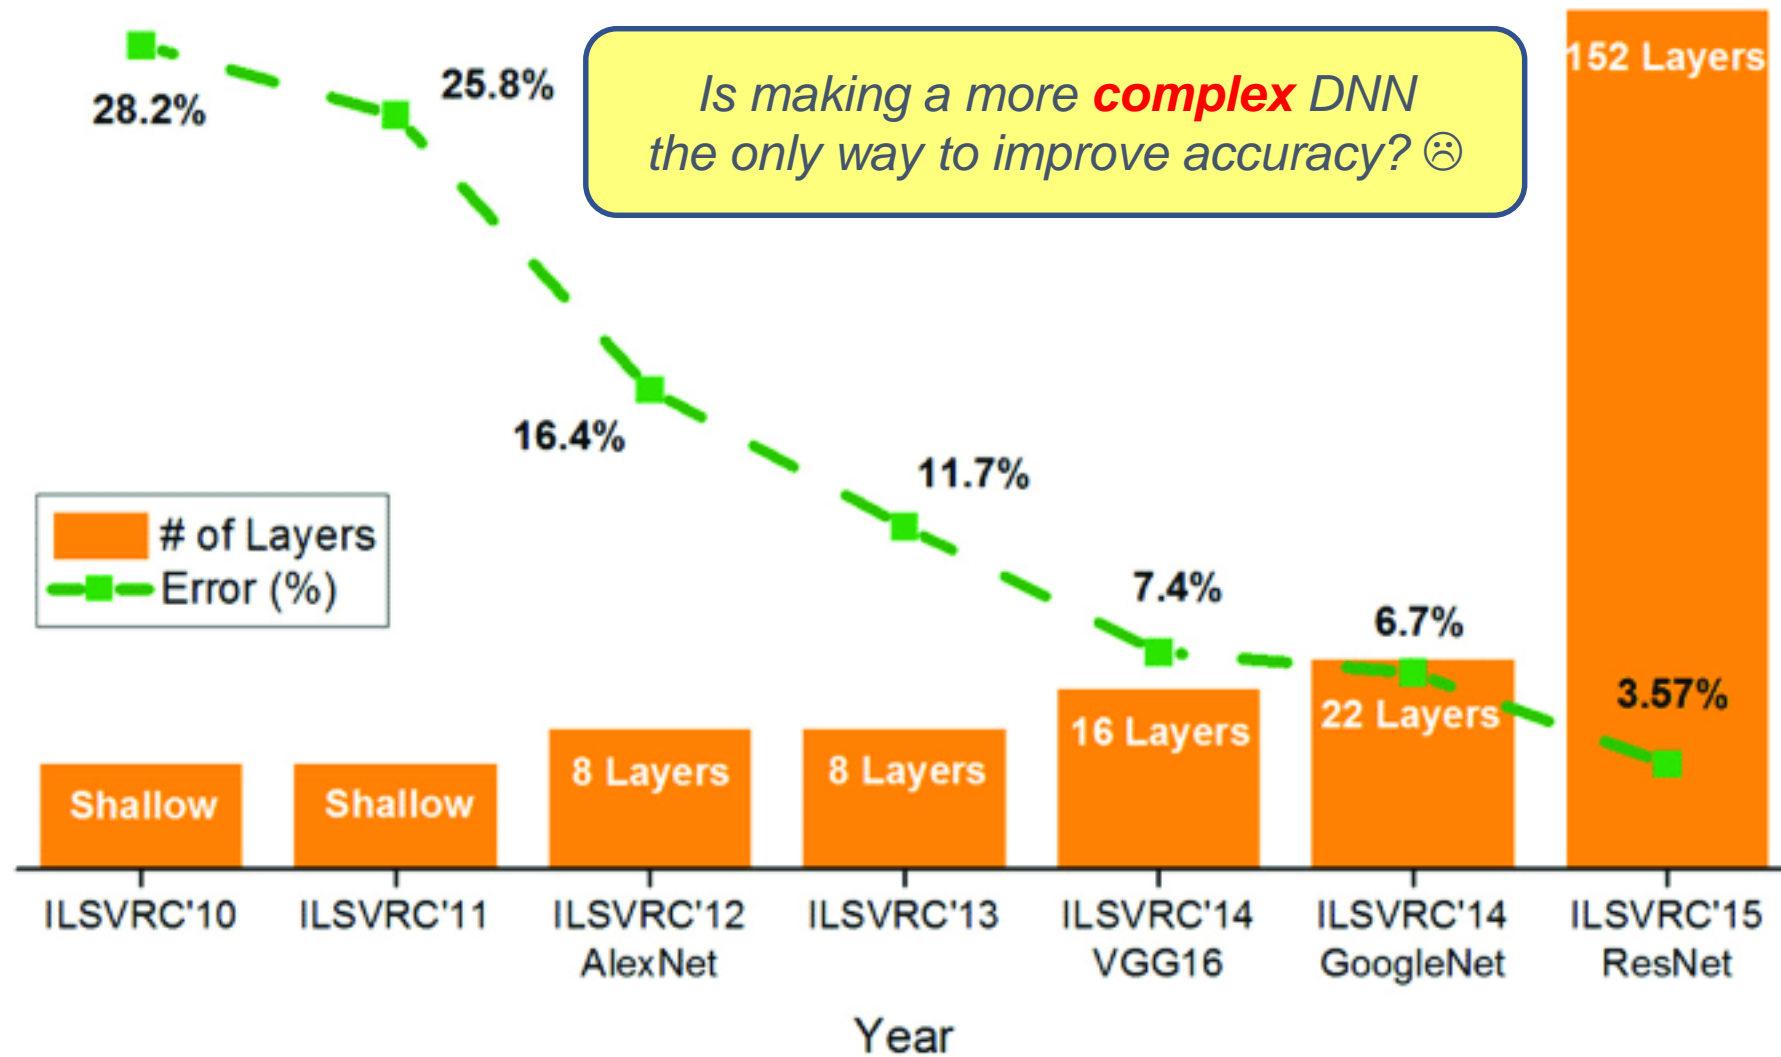 Is making a more complex DNN
the only way to improve accuracy? ☹
28.2%
25.8%
16.4%
11.7%
7.4%
6.7%
3.57%
# of Layers
Error (%)
Shallow
Shallow
8 Layers
8 Layers
16 Layers
22 Layers
152 Layers
ILSVRC'10
ILSVRC'11
ILSVRC'12
AlexNet
ILSVRC'13
ILSVRC'14
VGG16
ILSVRC'14
GoogleNet
ILSVRC'15
ResNet
Year